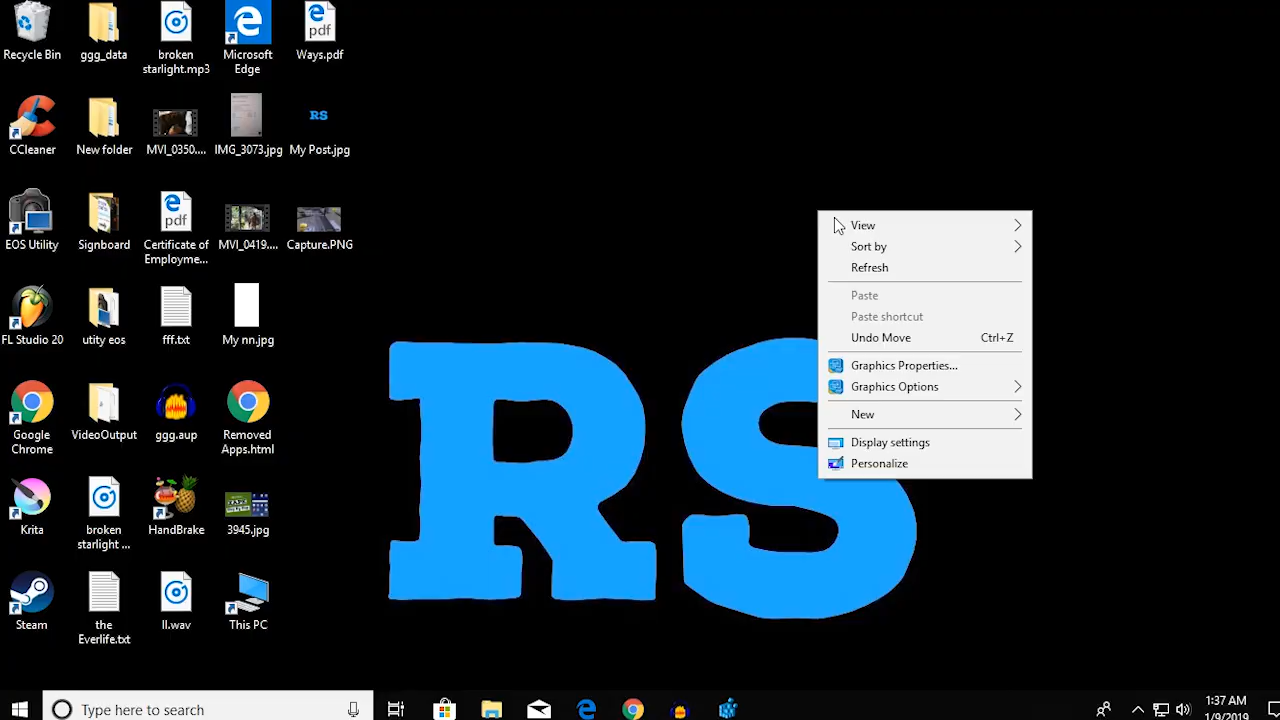 Recycle Bin
ggg_data
broken
starlight.mp3
Microsoft
Edge
pdf
Ways.pdf
CCleaner
New folder
MVI_0350....
IMG_3073.jpg
RS
My Post.jpg
EOS Utility
Signboard
pdf
Certificate of
Employme...
MVI_0419....
Capture.PNG
FL Studio 20
utity eos
fff.txt
My nn.jpg
Google
Chrome
VideoOutput
ggg.aup
Removed
Apps.html
Krita
broken
starlight ...
HandBrake
3945.jpg
Steam
the
Everlife.txt
ll.wav
This PC
RS
View
Sort by
Refresh
Paste
Paste shortcut
Undo Move Ctrl+Z
Graphics Properties...
Graphics Options
New
Display settings
Personalize
Type here to search
1:37 AM
1/9/2019